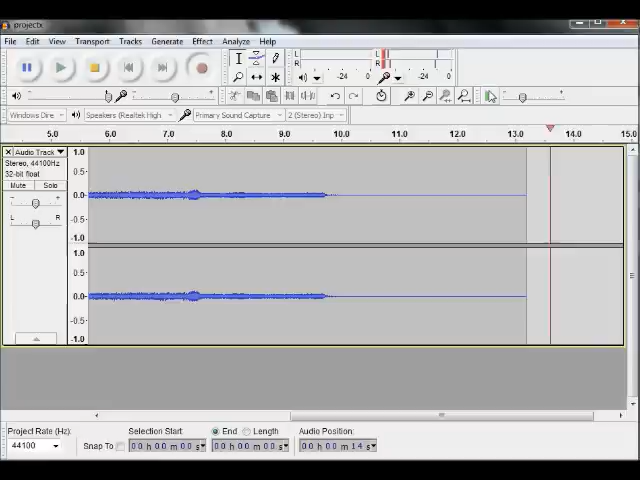 projectx
File Edit View Transport Tracks Generate Effect Analyze Help
L
R
-24 0
L
R
-24 0
Windows Dire Speakers (Realtek High Primary Sound Capture 2 (Stereo) Inp
5.0 6.0 7.0 8.0 9.0 10.0 11.0 12.0 13.0 14.0 15.0
Audio Track
Stereo, 44100Hz
32-bit float
Mute Solo
- +
L R
1.0
0.5
0.0
-0.5
-1.0
1.0
0.5
0.0
-0.5
-1.0
Project Rate (Hz): Selection Start: End Length Audio Position:
44100 Snap To 00 h 00 m 00 s 00 h 00 m 00 s 00 h 00 m 14 s